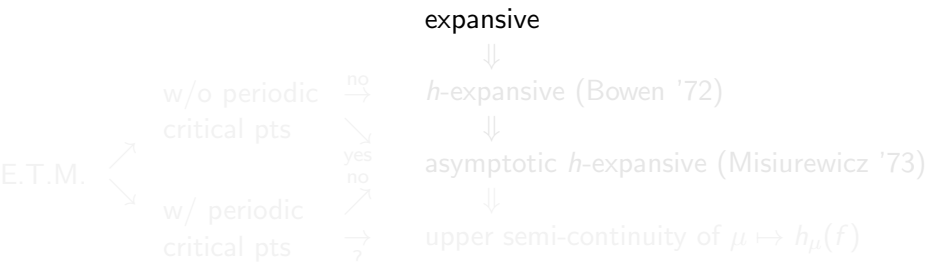 expansive
⇓
w/o periodic → no h-expansive (Bowen '72)
critical pts ↘ ⇓
E.T.M. ↗ yes
↘ no asymptotic h-expansive (Misiurewicz '73)
w/ periodic ↗ ⇓
critical pts → ? upper semi-continuity of μ ↦ hμ(f)